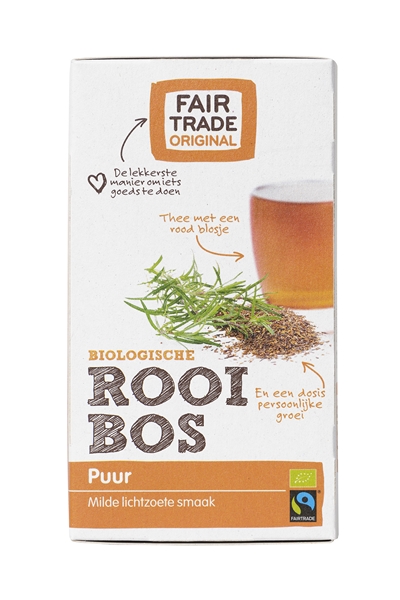 FAIR
TRADE
ORIGINAL
De lekkerste
manier om iets
goeds te doen
Thee met een
rood blosje
BIOLOGISCHE
ROOI
BOS
En een dosis
persoonlijke
groei
Puur
Milde lichtzoete smaak
FAIRTRADE